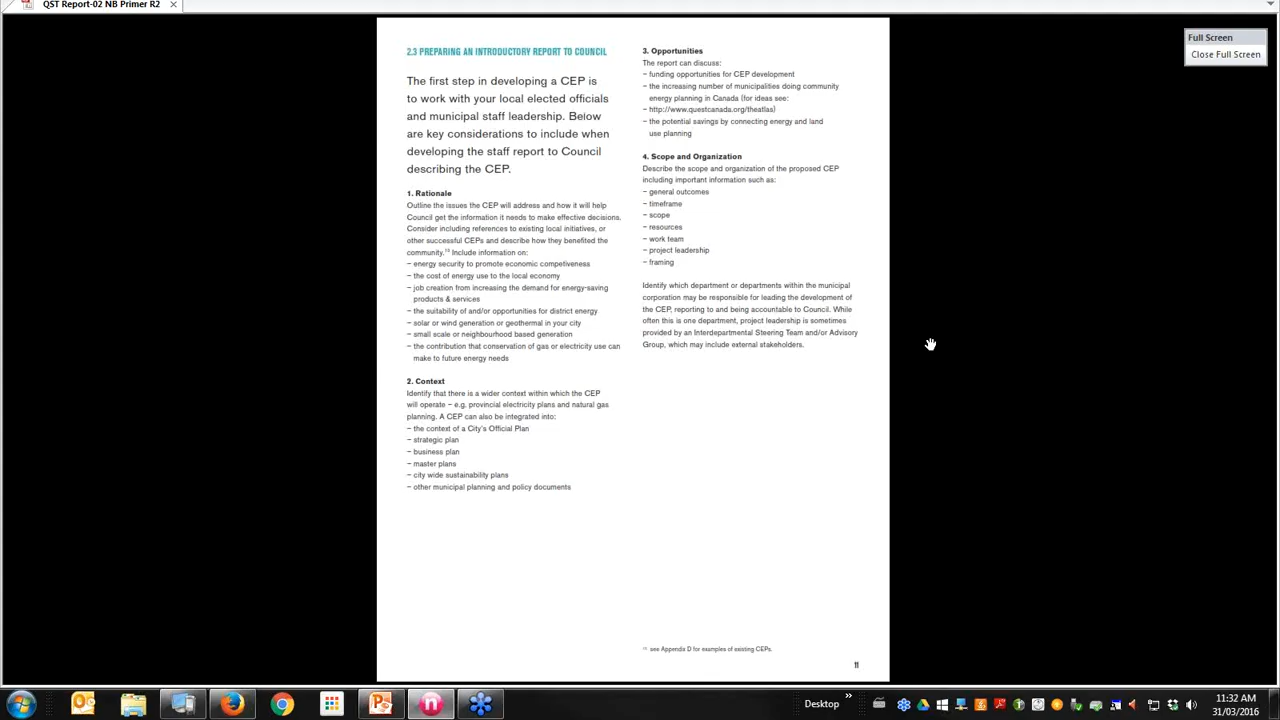 QST Report-02 NB Primer R2
Full Screen
Close Full Screen
2.3 PREPARING AN INTRODUCTORY REPORT TO COUNCIL
The first step in developing a CEP is
to work with your local elected officials
and municipal staff leadership. Below
are key considerations to include when
developing the staff report to Council
describing the CEP.
1. Rationale
Outline the issues the CEP will address and how it will help
Council get the information it needs to make effective decisions.
Consider including references to existing local initiatives, or
other successful CEPs and describe how they benefited the
community.¹⁵ Include information on:
– energy security to promote economic competiveness
– the cost of energy use to the local economy
– job creation from increasing the demand for energy-saving
products & services
– the suitability of and/or opportunities for district energy
– solar or wind generation or geothermal in your city
– small scale or neighbourhood based generation
– the contribution that conservation of gas or electricity use can
make to future energy needs
2. Context
Identify that there is a wider context within which the CEP
will operate – e.g. provincial electricity plans and natural gas
planning. A CEP can also be integrated into:
– the context of a City's Official Plan
– strategic plan
– business plan
– master plans
– city wide sustainability plans
– other municipal planning and policy documents
3. Opportunities
The report can discuss:
– funding opportunities for CEP development
– the increasing number of municipalities doing community
energy planning in Canada (for ideas see:
– http://www.questcanada.org/theatlas)
– the potential savings by connecting energy and land
use planning
4. Scope and Organization
Describe the scope and organization of the proposed CEP
including important information such as:
– general outcomes
– timeframe
– scope
– resources
– work team
– project leadership
– framing
Identify which department or departments within the municipal
corporation may be responsible for leading the development of
the CEP, reporting to and being accountable to Council. While
often this is one department, project leadership is sometimes
provided by an Interdepartmental Steering Team and/or Advisory
Group, which may include external stakeholders.
see Appendix D for examples of existing CEPs.
11
Desktop
11:32 AM
31/03/2016